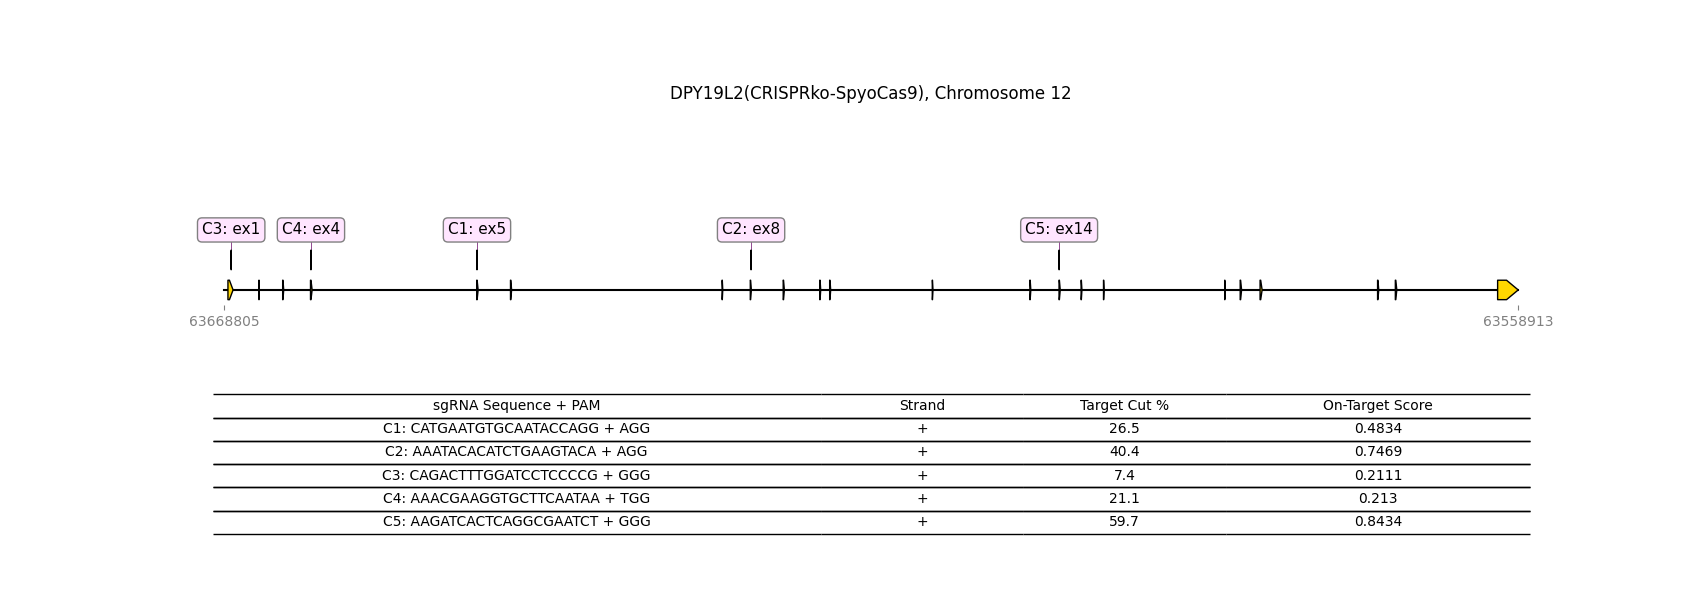 DPY19L2(CRISPRko-SpyoCas9), Chromosome 12
C3: ex1 C4: ex4 C1: ex5 C2: ex8 C5: ex14
63668805 63558913
sgRNA Sequence + PAM Strand Target Cut % On-Target Score
C1: CATGAATGTGCAATACCAGG + AGG + 26.5 0.4834
C2: AAATACACATCTGAAGTACA + AGG + 40.4 0.7469
C3: CAGACTTTGGATCCTCCCCG + GGG + 7.4 0.2111
C4: AAACGAAGGTGCTTCAATAA + TGG + 21.1 0.213
C5: AAGATCACTCAGGCGAATCT + GGG + 59.7 0.8434